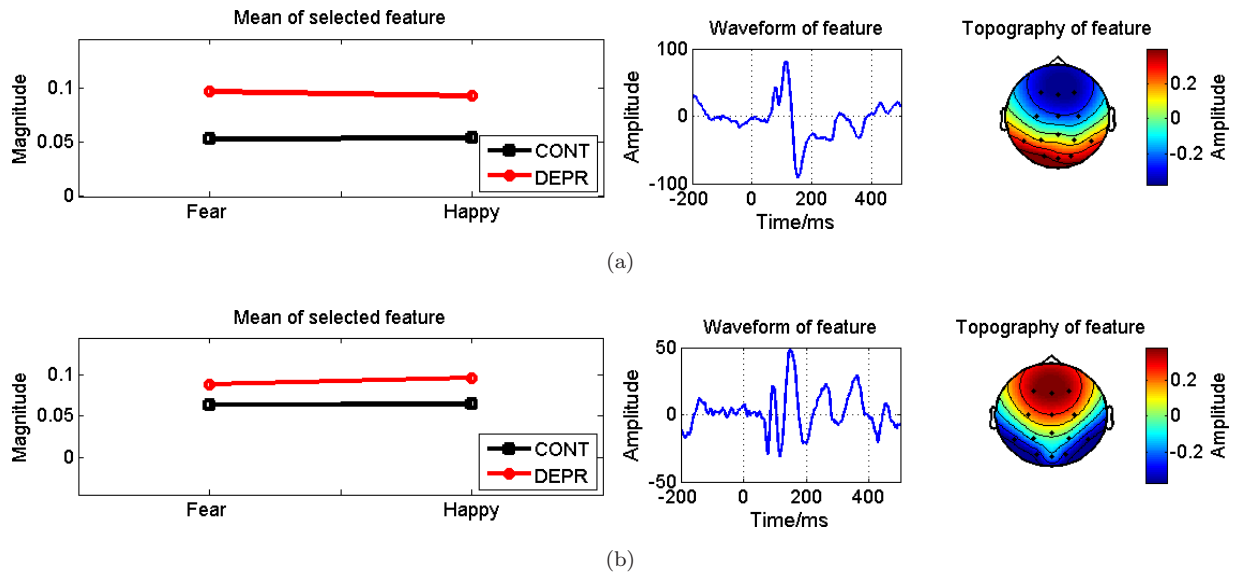 Mean of selected feature
Magnitude
0.1
0.05
0
Fear
Happy
CONT
DEPR
Waveform of feature
Amplitude
100
0
-100
-200
0
200
400
Time/ms
Topography of feature
0.2
0
-0.2
Amplitude
(a)
Mean of selected feature
Magnitude
0.1
0.05
0
Fear
Happy
CONT
DEPR
Waveform of feature
Amplitude
50
0
-50
-200
0
200
400
Time/ms
Topography of feature
0.2
0
-0.2
Amplitude
(b)